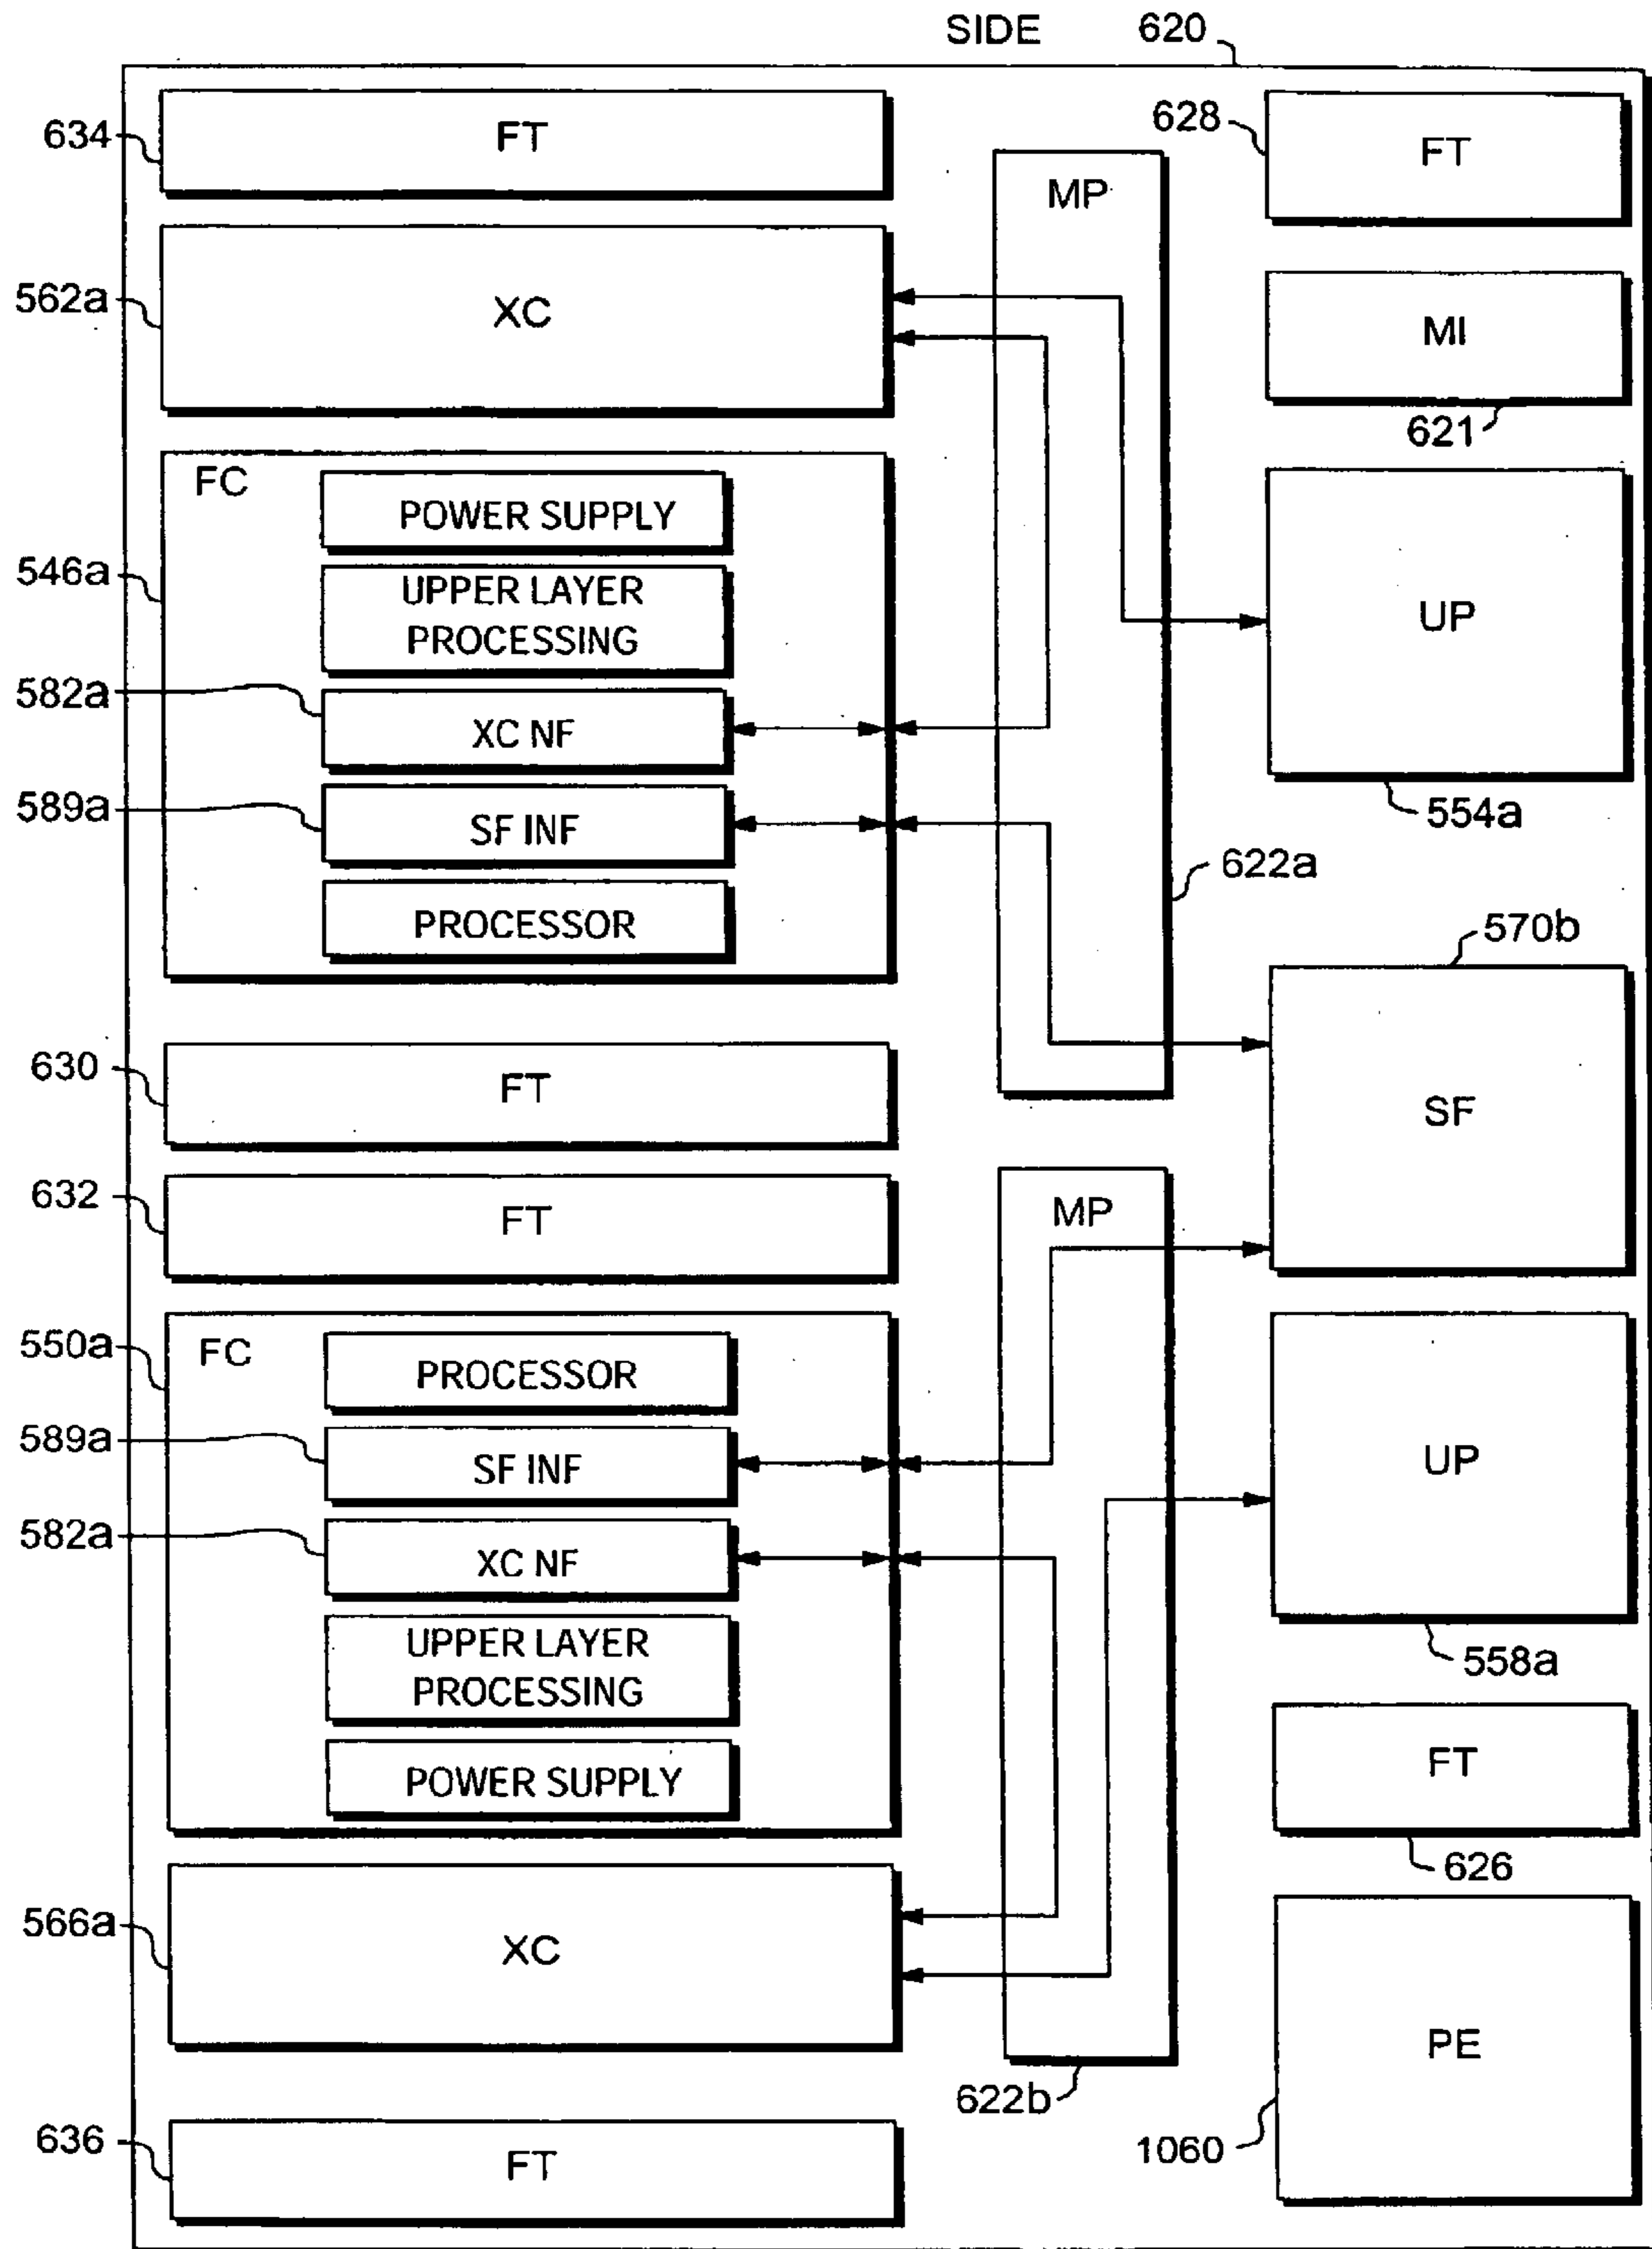 SIDE
620
634
FT
628
FT
MP
562a
XC
MI
621
FC
POWER SUPPLY
546a
UPPER LAYER
PROCESSING
UP
582a
XC NF
589a
SF INF
554a
622a
PROCESSOR
570b
630
FT
SF
632
FT
MP
550a
FC
PROCESSOR
589a
SF INF
UP
582a
XC NF
UPPER LAYER
PROCESSING
558a
POWER SUPPLY
FT
626
566a
XC
PE
622b
636
FT
1060